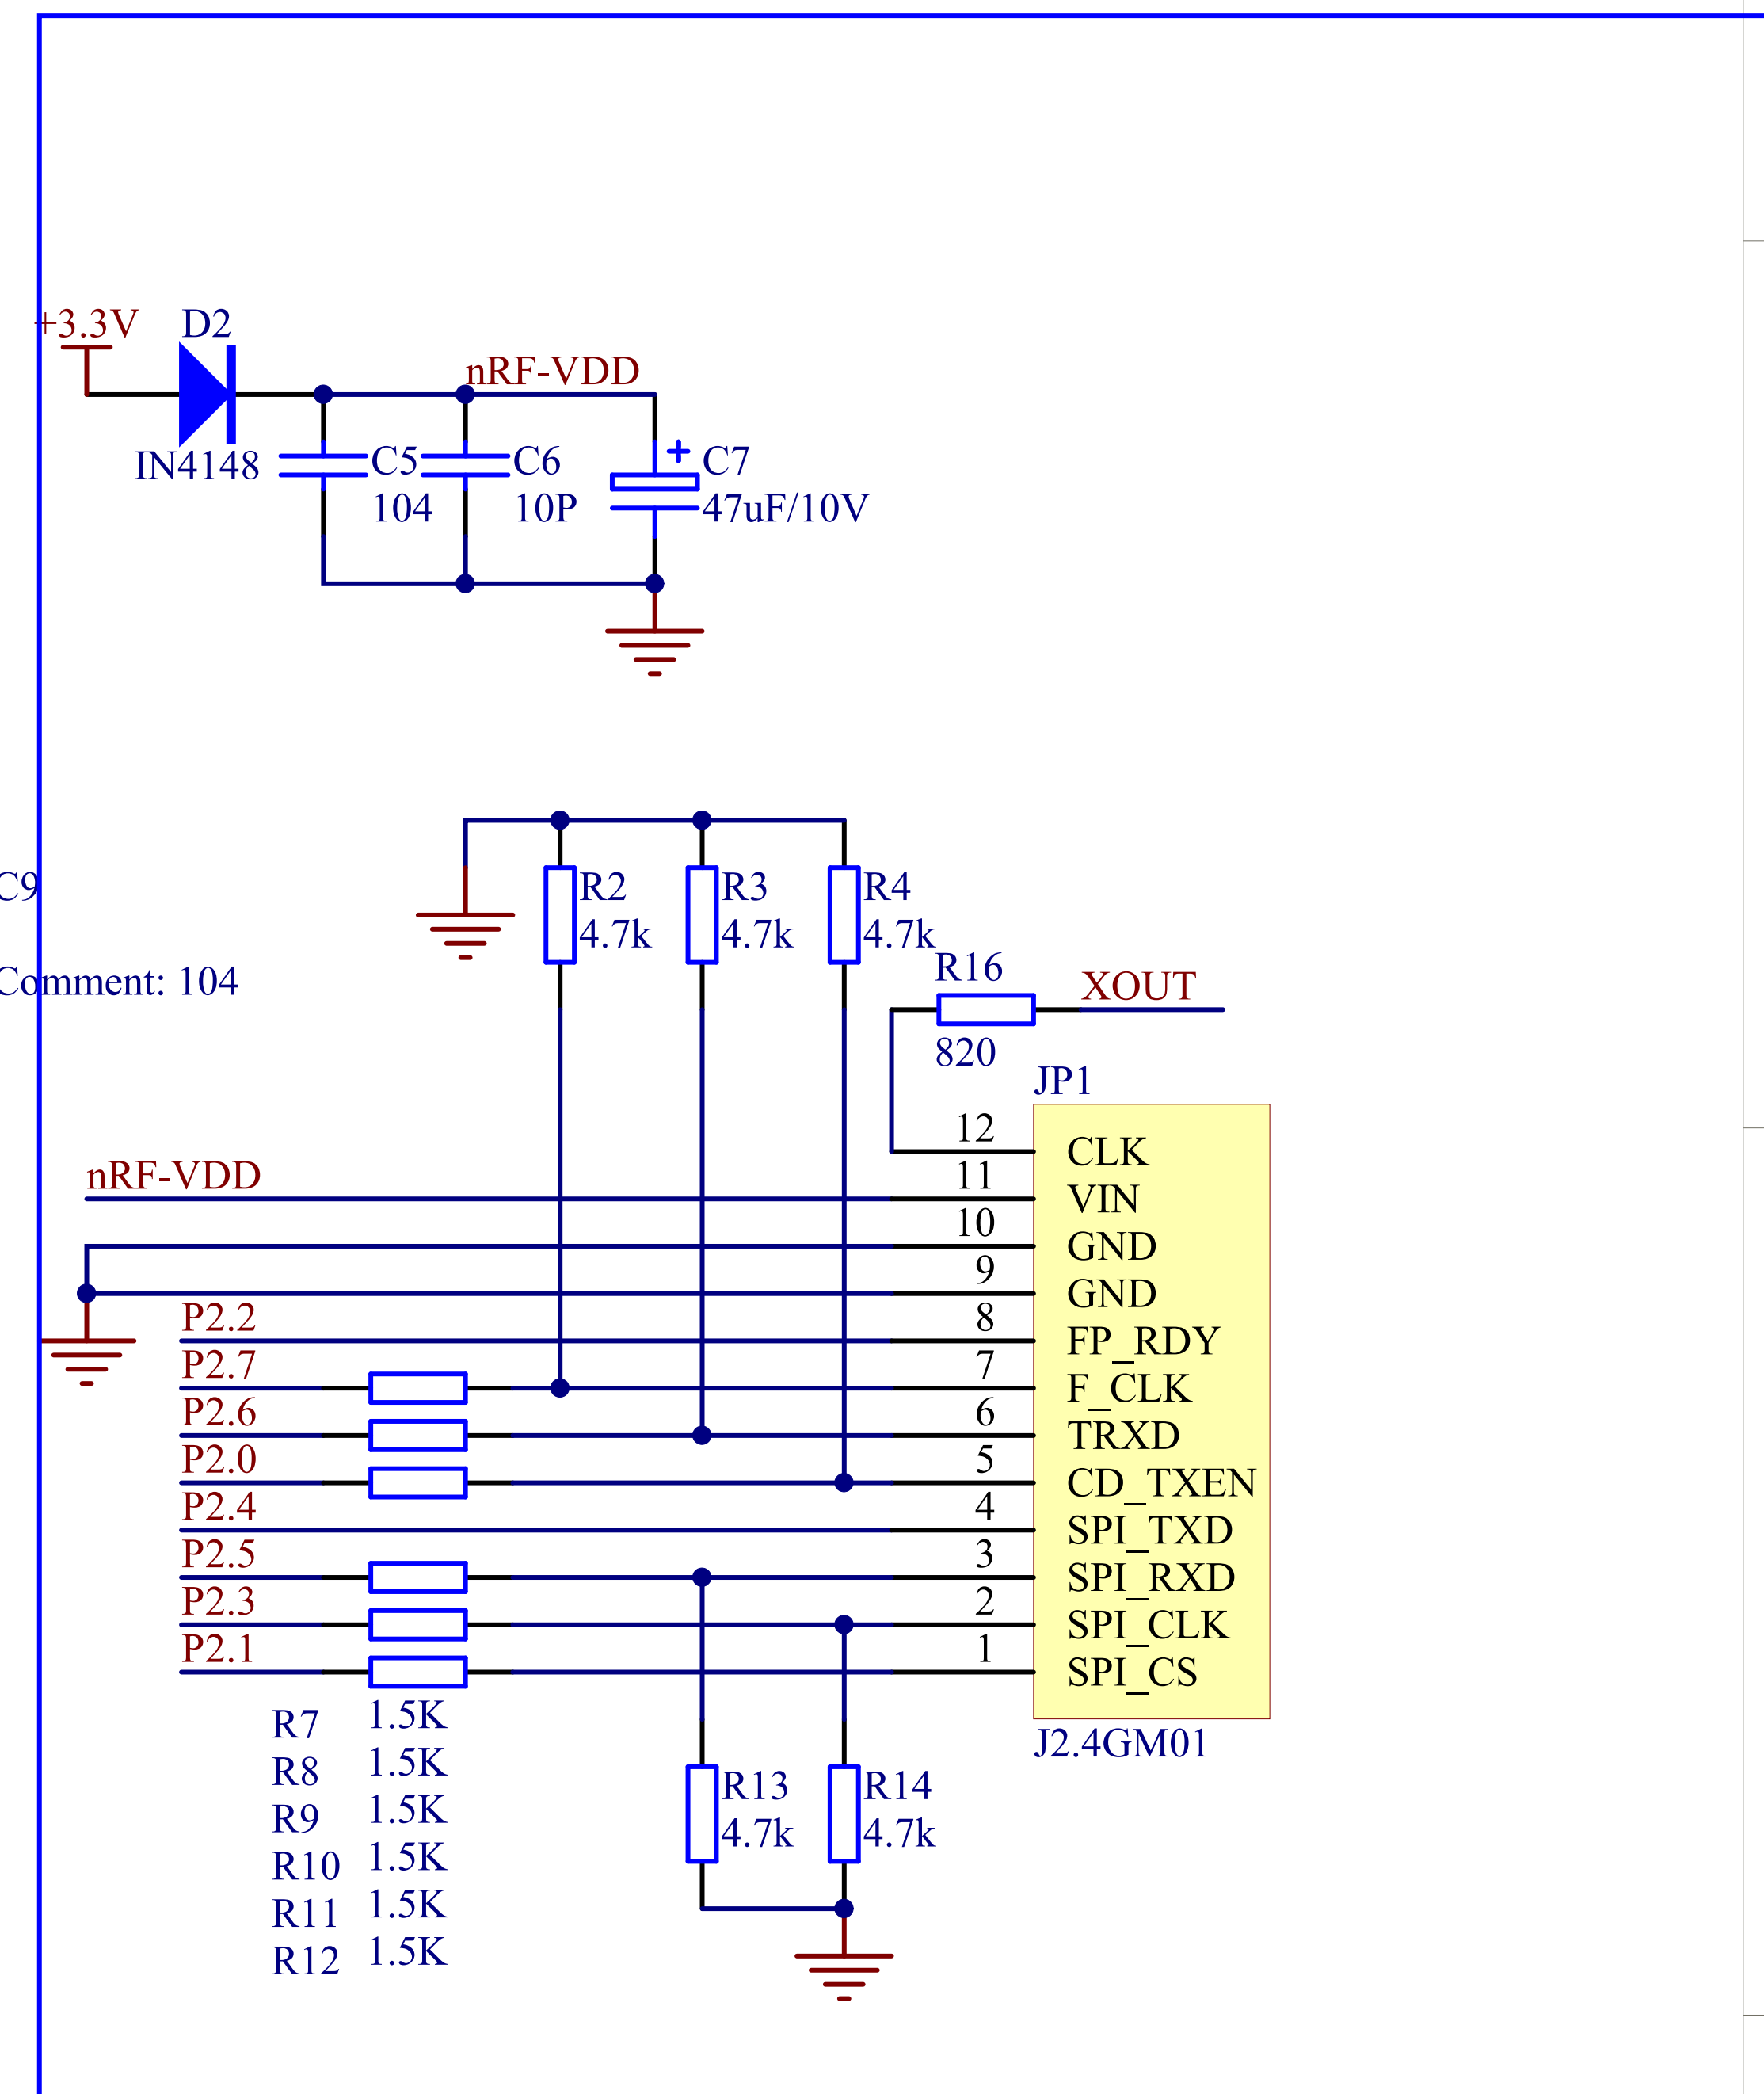 +3.3V
D2
nRF-VDD
IN4148
C5
104
C6
10P
C7
47uF/10V
C9
Comment: 104
R2
4.7k
R3
4.7k
R4
4.7k
R16
XOUT
820
JP1
12 CLK
nRF-VDD 11 VIN
10 GND
9 GND
P2.2 8 FP_RDY
P2.7 7 F_CLK
P2.6 6 TRXD
P2.0 5 CD_TXEN
P2.4 4 SPI_TXD
P2.5 3 SPI_RXD
P2.3 2 SPI_CLK
P2.1 1 SPI_CS
J2.4GM01
R7 1.5K
R8 1.5K
R9 1.5K
R10 1.5K
R11 1.5K
R12 1.5K
R13
4.7k
R14
4.7k